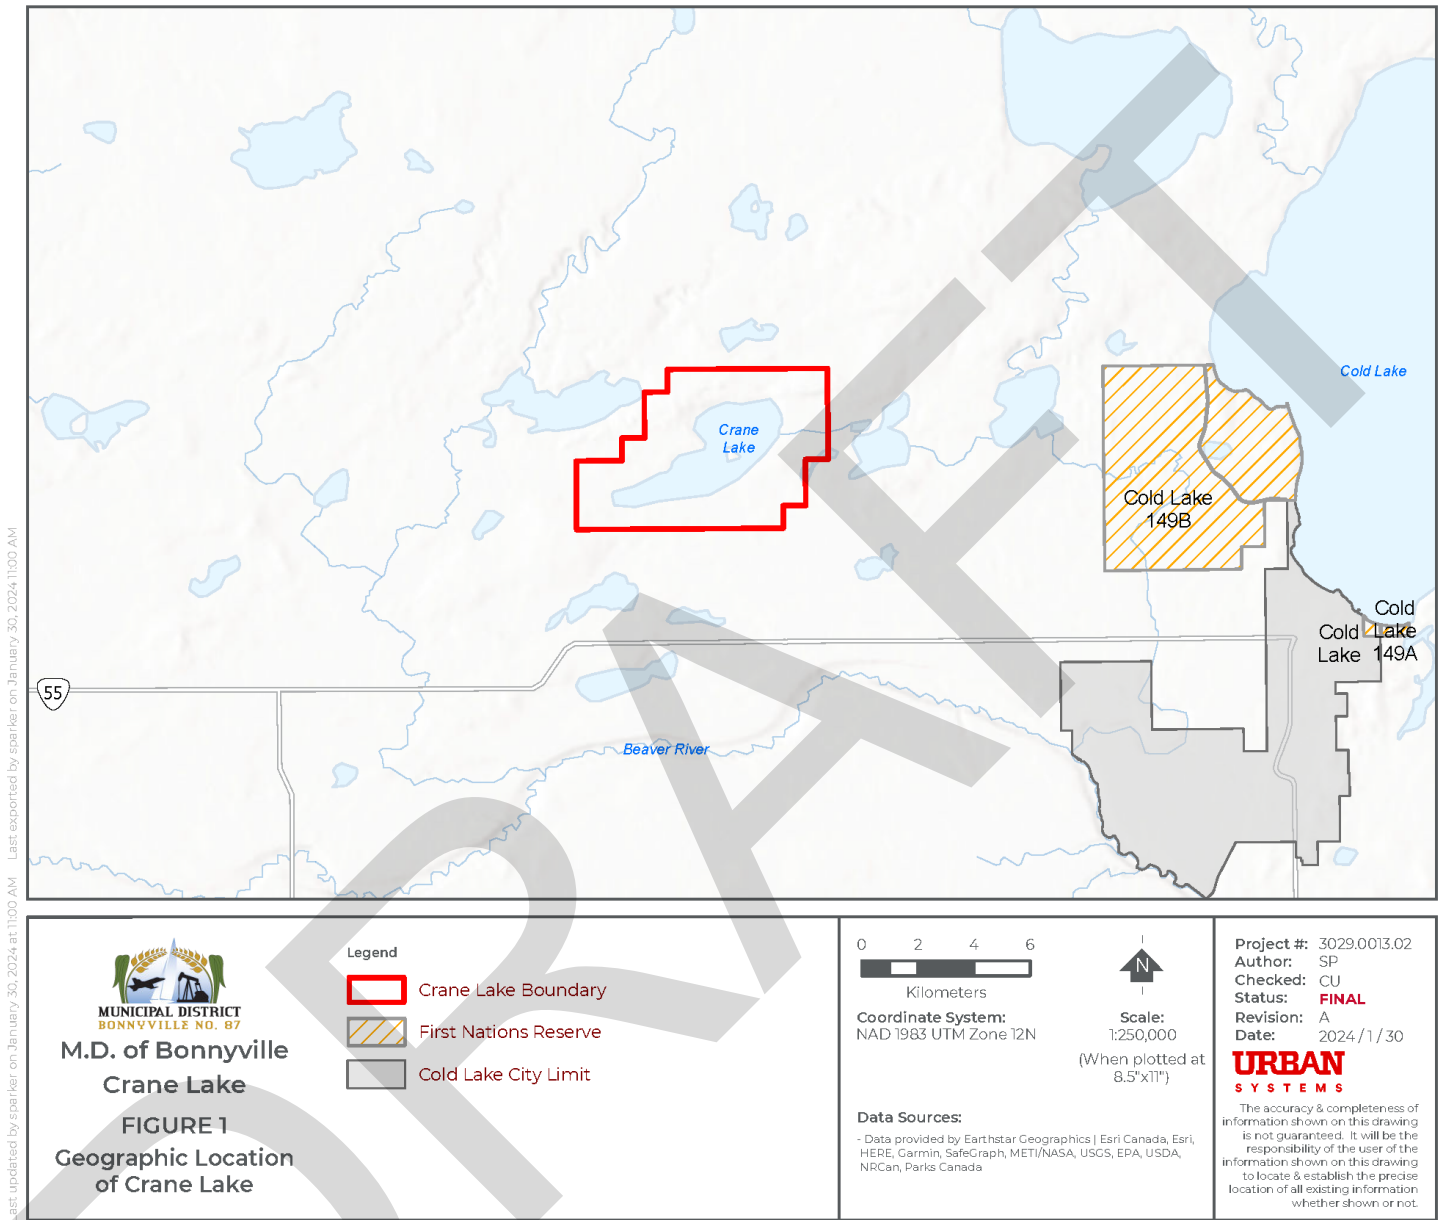 Crane
Lake
Cold Lake
Cold Lake
149B
Cold
Lake
149A
Cold
Lake
55
Beaver River
DRAFT
Last updated by sparker on January 30, 2024 at 11:00 AM Last exported by sparker on January 30, 2024 11:00 AM
MUNICIPAL DISTRICT
BONNYVILLE NO. 87
M.D. of Bonnyville
Crane Lake
FIGURE 1
Geographic Location
of Crane Lake
Legend
Crane Lake Boundary
First Nations Reserve
Cold Lake City Limit
0 2 4 6
Kilometers
N
Coordinate System:
NAD 1983 UTM Zone 12N
Scale:
1:250,000
(When plotted at
8.5"x11")
Data Sources:
- Data provided by Earthstar Geographics | Esri Canada, Esri,
HERE, Garmin, SafeGraph, METI/NASA, USGS, EPA, USDA,
NRCan, Parks Canada
Project #: 3029.0013.02
Author: SP
Checked: CU
Status: FINAL
Revision: A
Date: 2024 / 1 / 30
URBAN
SYSTEMS
The accuracy & completeness of
information shown on this drawing
is not guaranteed. It will be the
responsibility of the user of the
information shown on this drawing
to locate & establish the precise
location of all existing information
whether shown or not.